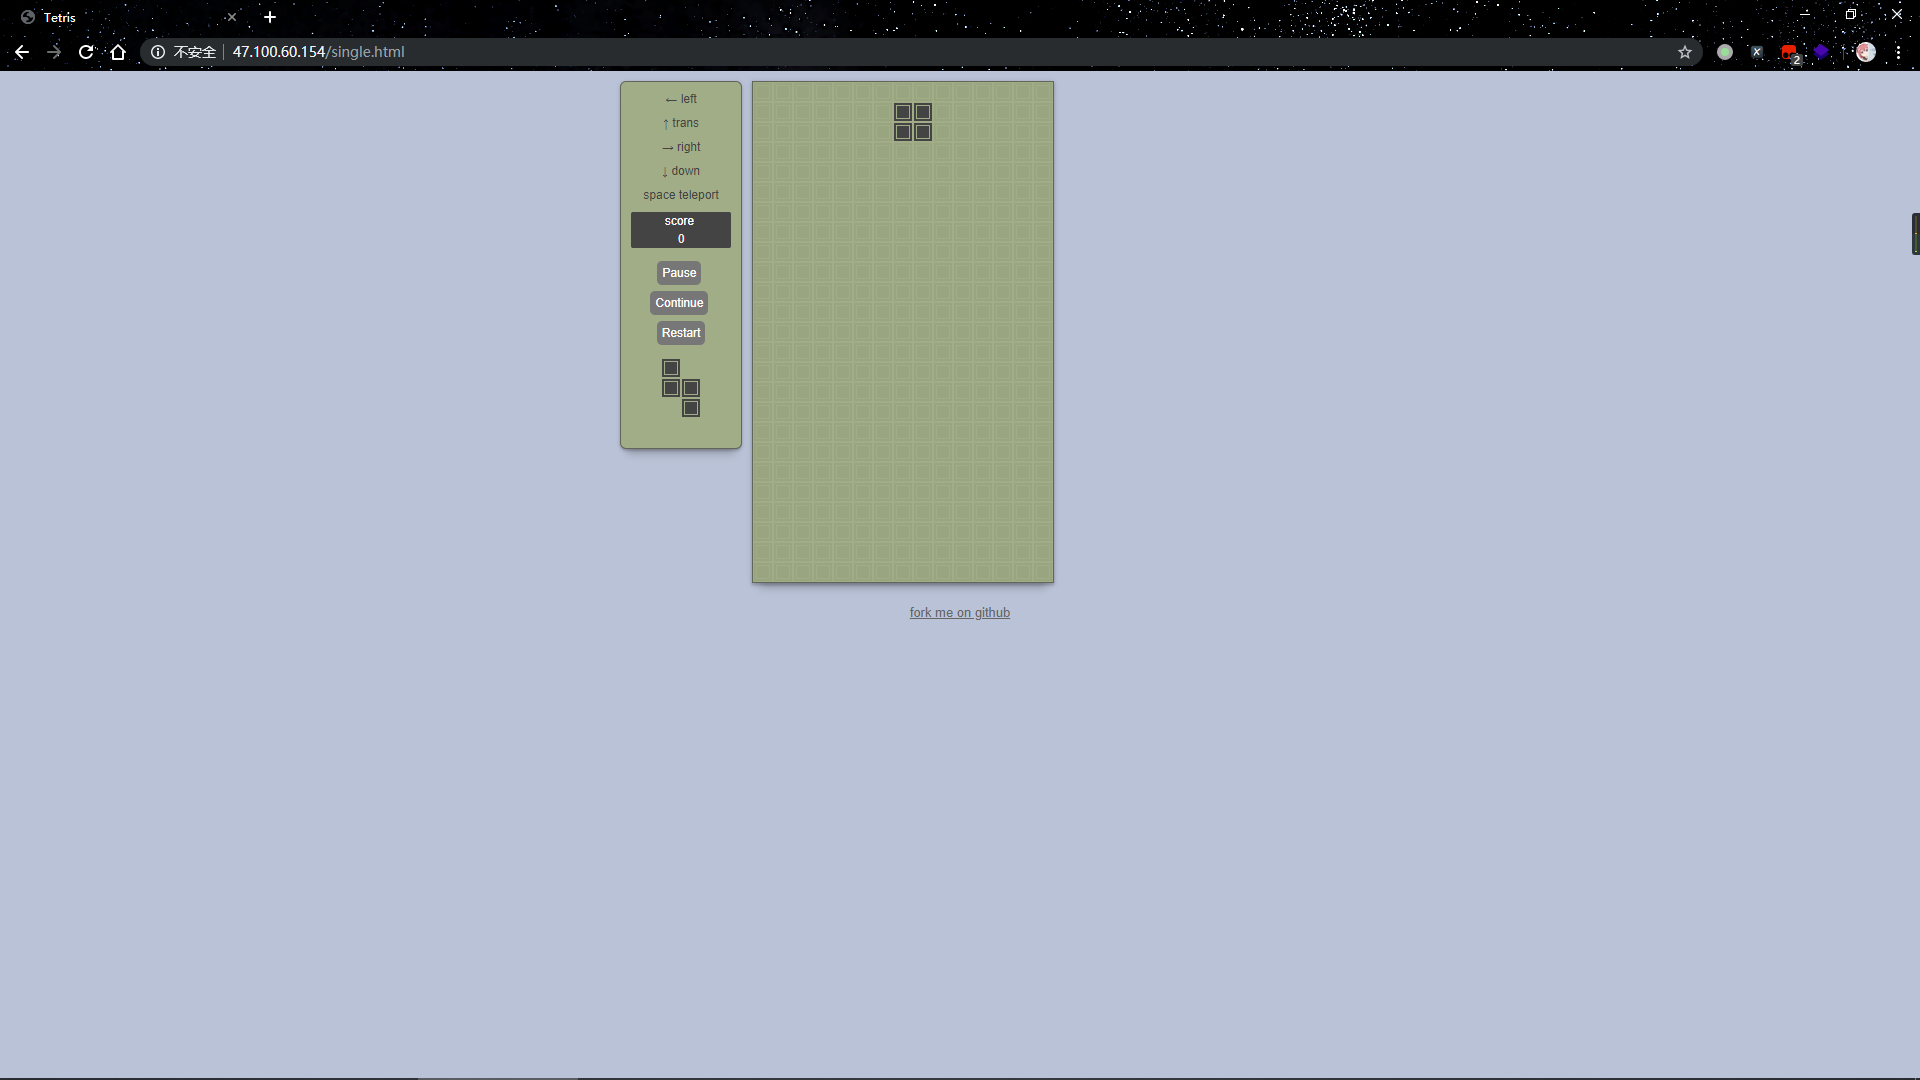 Tetris
不安全 47.100.60.154/single.html
2
← left
↑ trans
→ right
↓ down
space teleport
score
0
Pause
Continue
Restart
fork me on github